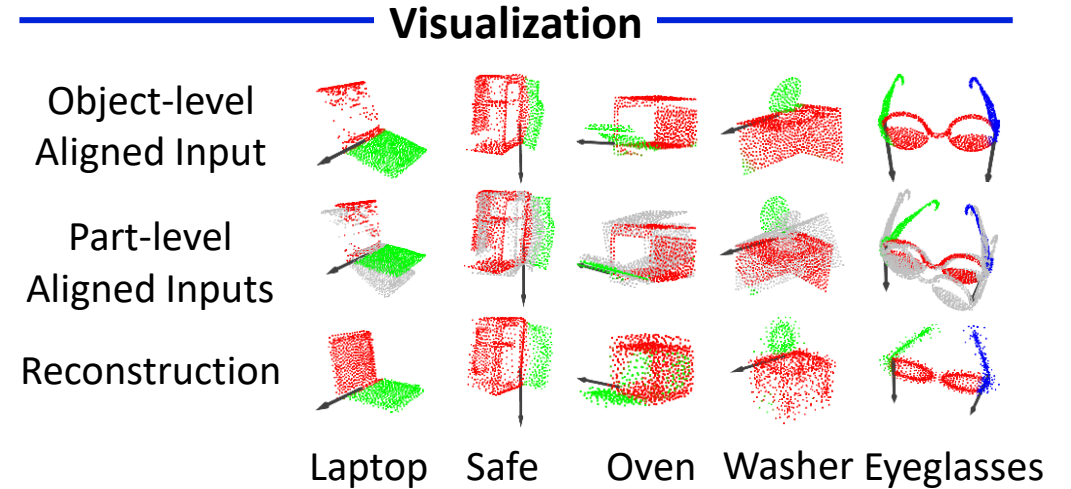 Visualization
Object-level
Aligned Input
Part-level
Aligned Inputs
Reconstruction
Laptop Safe Oven Washer Eyeglasses